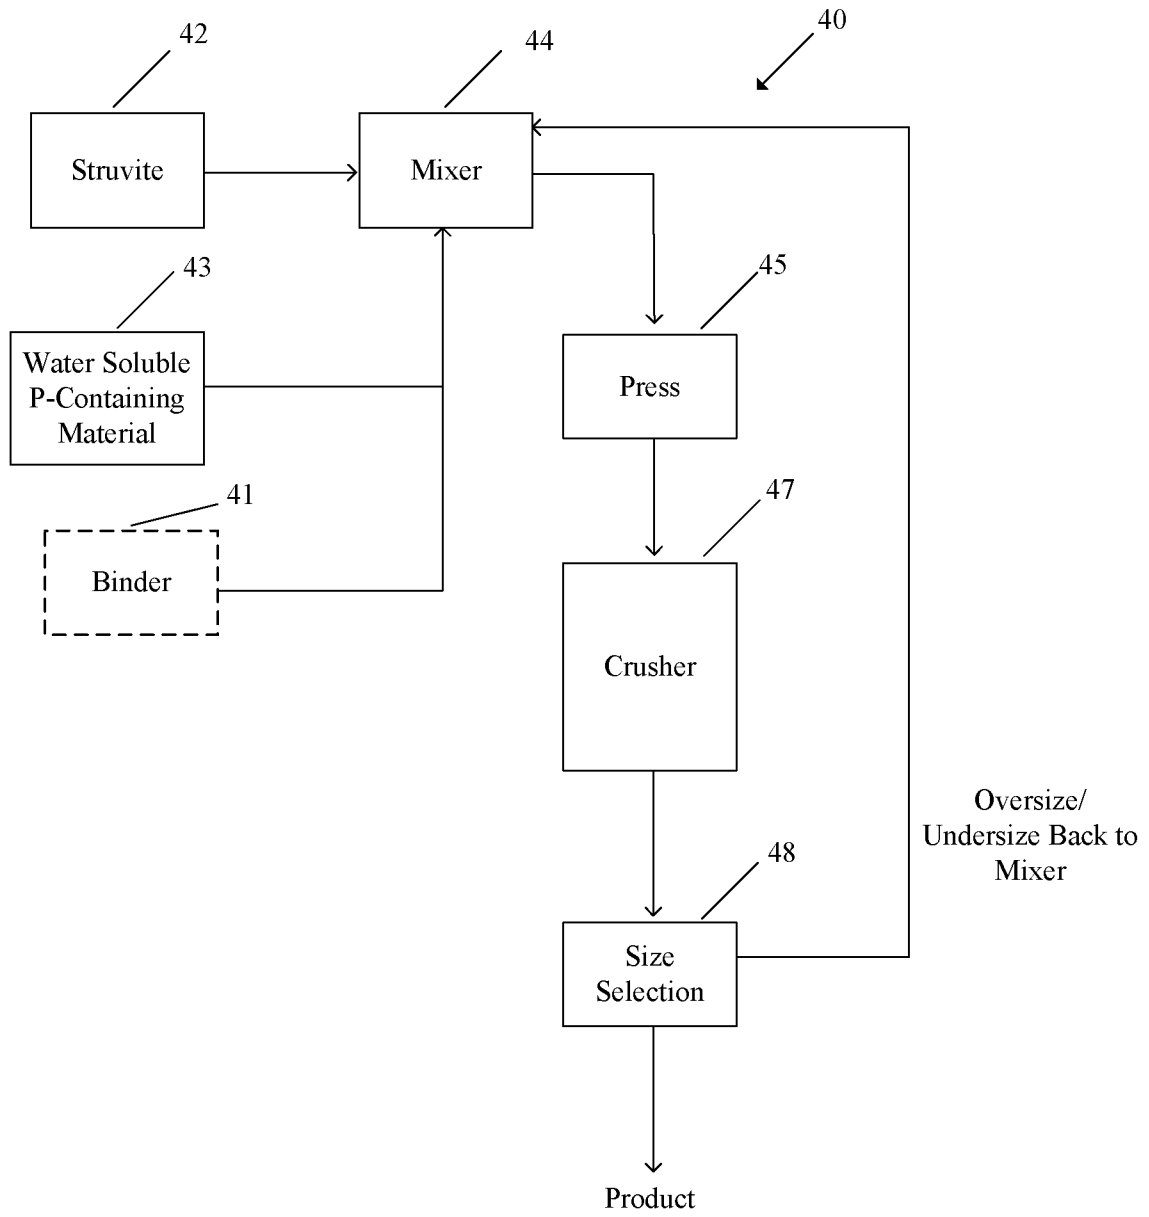 42
44
40
Struvite
Mixer
43
45
Water Soluble
P-Containing
Material
Press
41
47
Binder
Crusher
Oversize/
Undersize Back to
Mixer
48
Size
Selection
Product